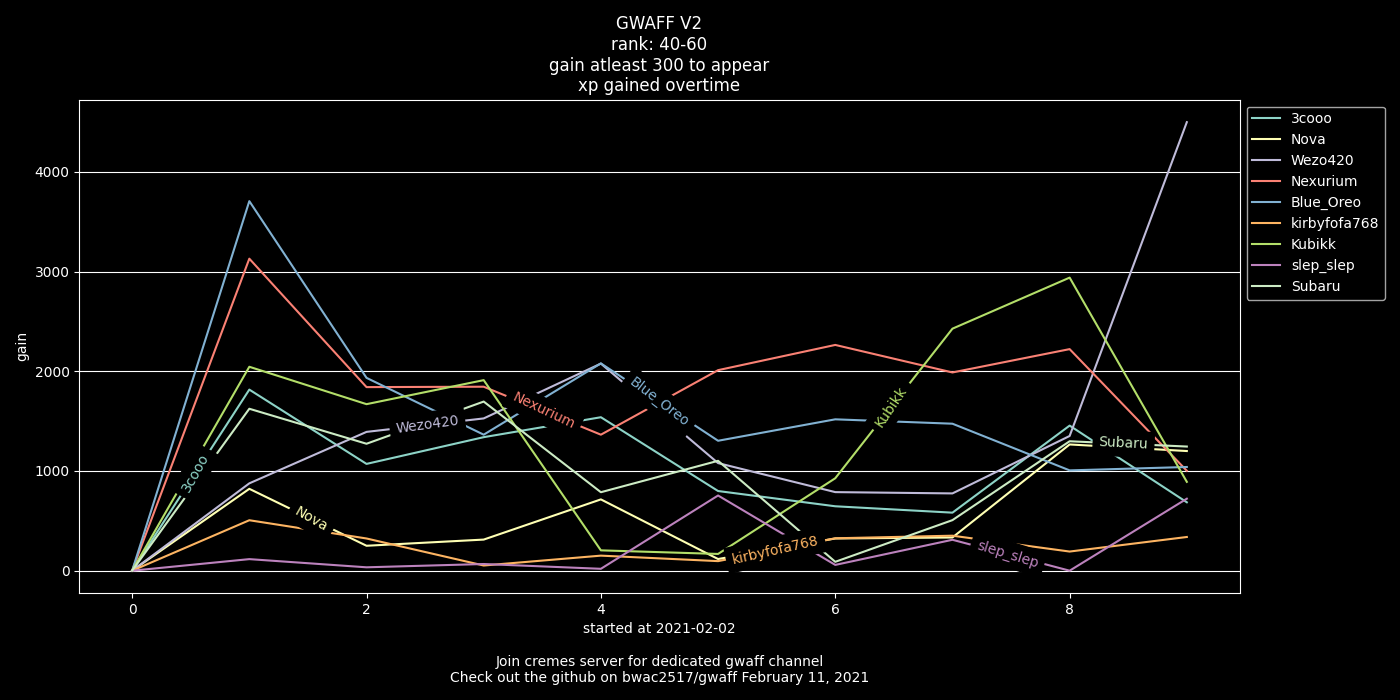 GWAFF V2
rank: 40-60
gain atleast 300 to appear
xp gained overtime
gain
4000
3000
2000
1000
0
0
2
4
6
8
3cooo
Nova
Wezo420
Nexurium
Blue_Oreo
kirbyfofa768
Kubikk
slep_slep
Subaru
3cooo
Nova
Wezo420
Nexurium
Blue_Oreo
kirbyfofa768
Kubikk
slep_slep
Subaru
started at 2021-02-02
Join cremes server for dedicated gwaff channel
Check out the github on bwac2517/gwaff February 11, 2021